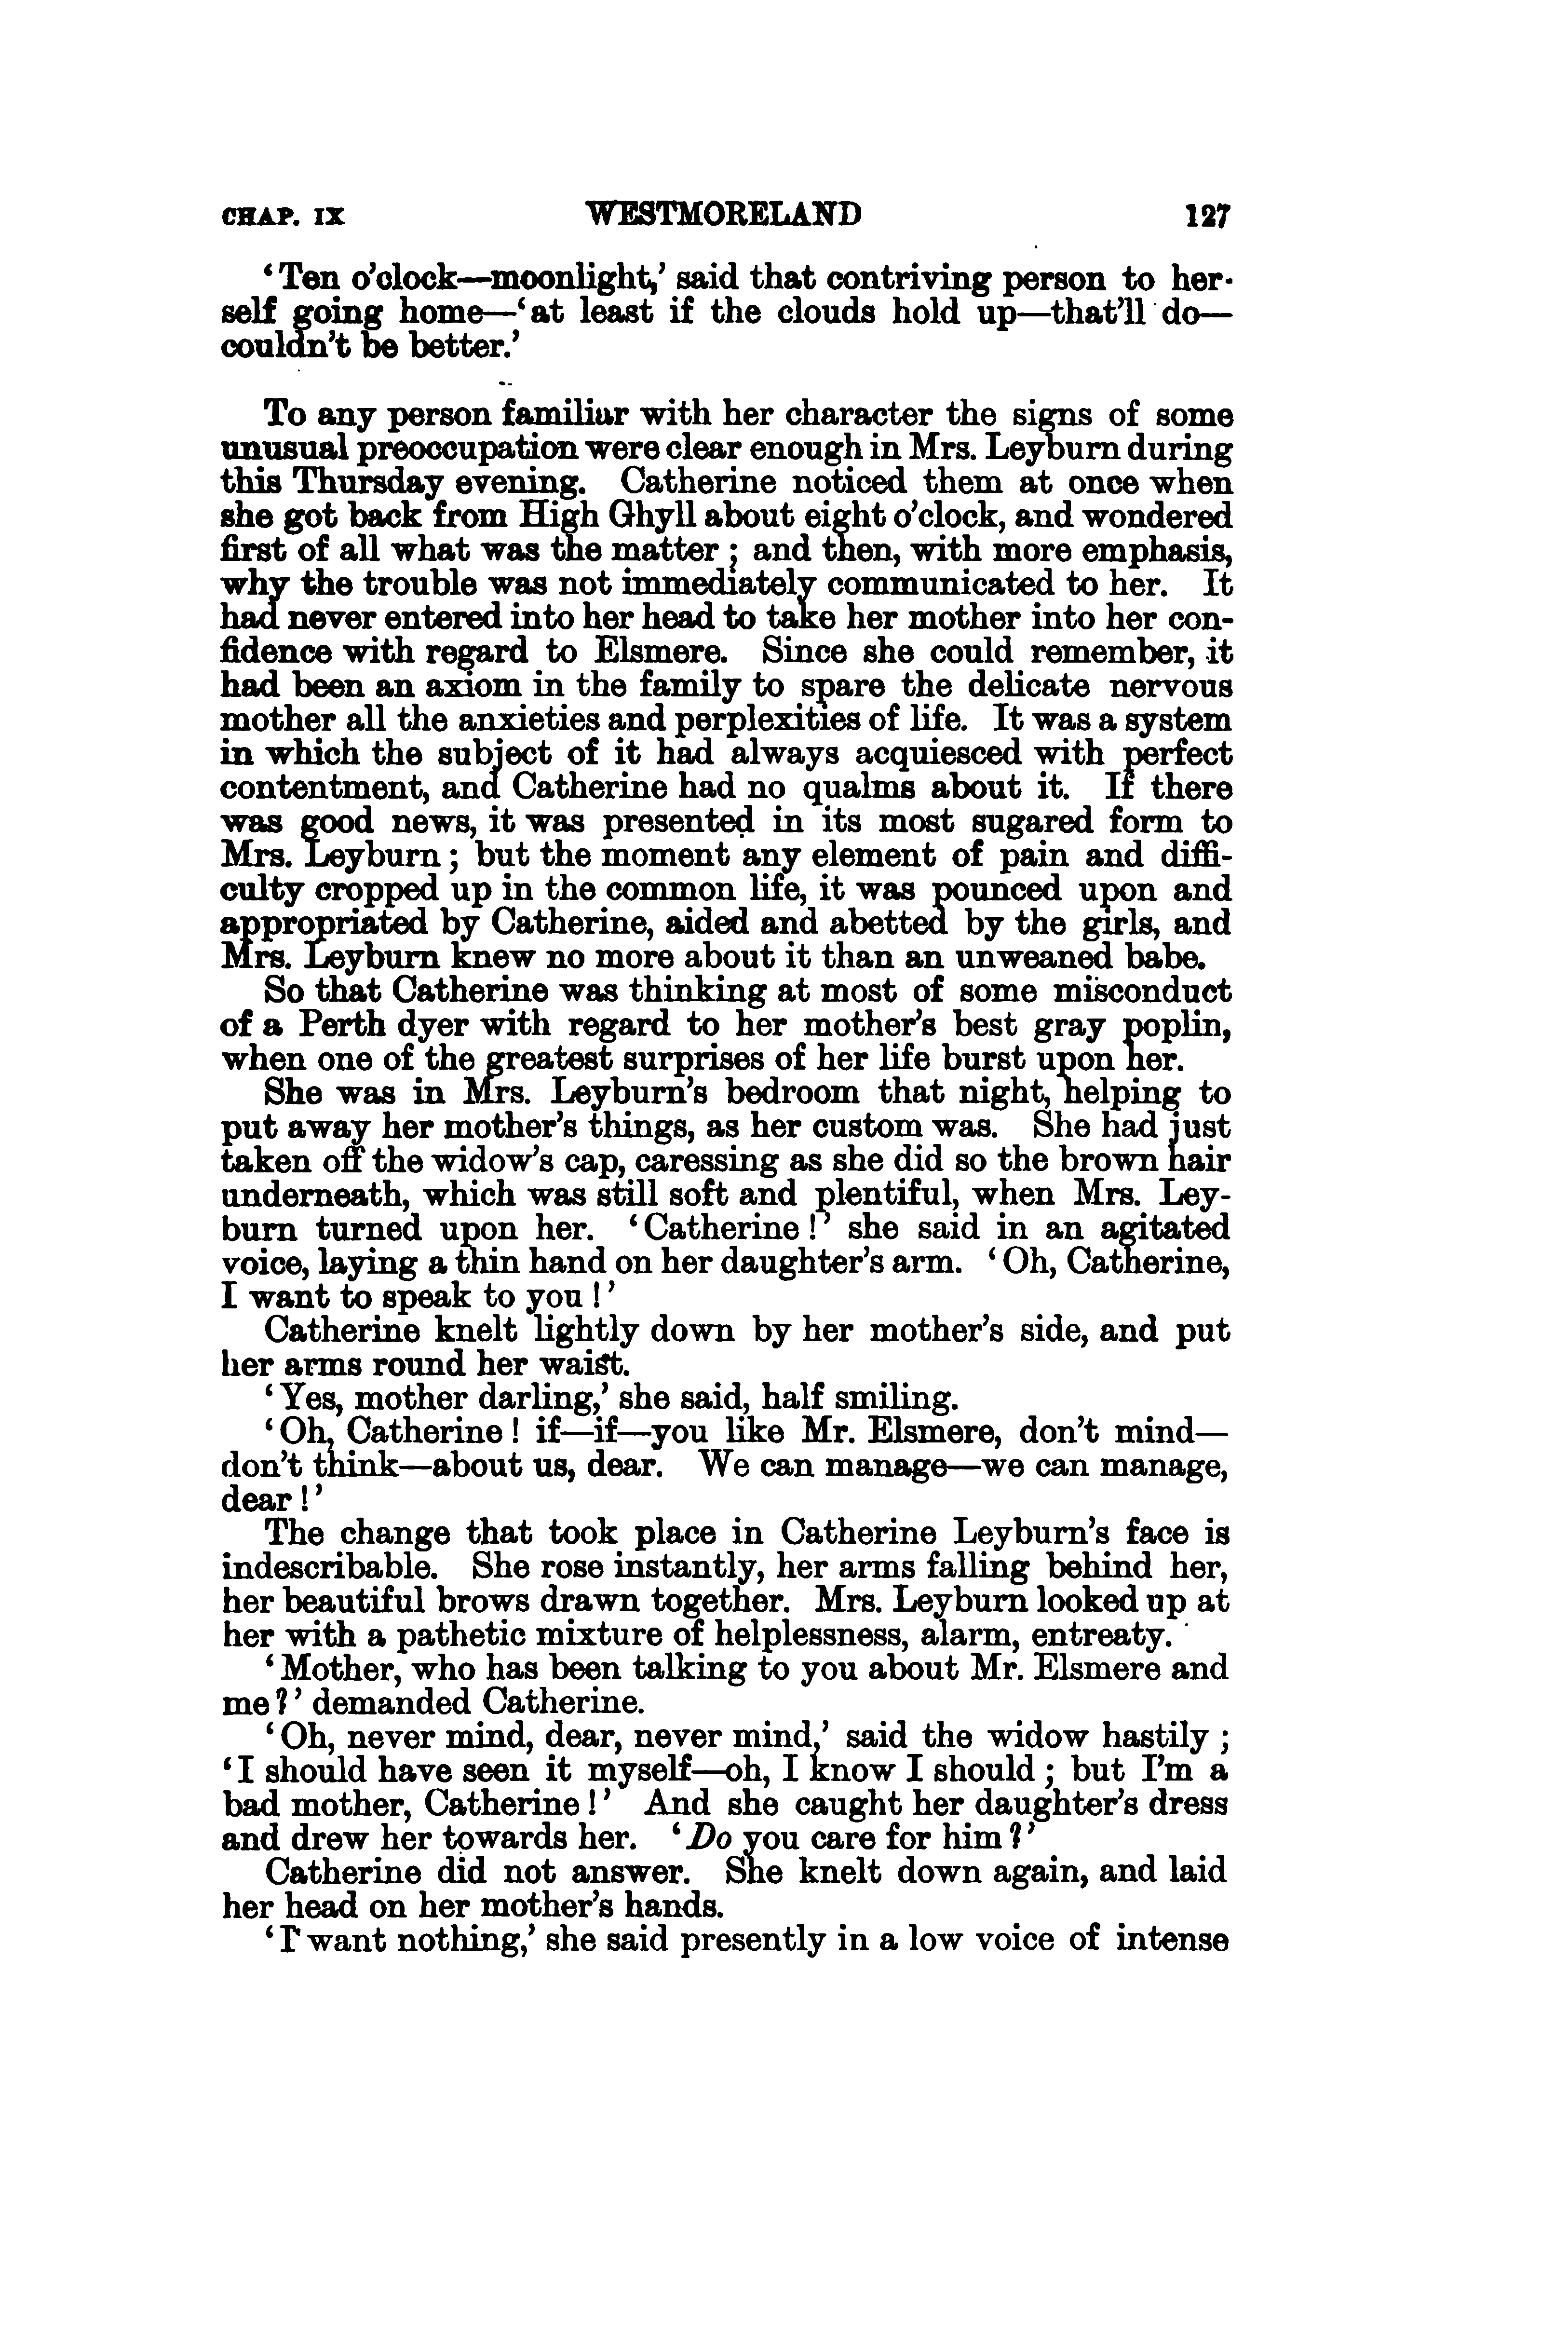 CHAP. IX WESTMORELAND 127
‘Ten o’clock—moonlight,’ said that contriving person to her-
self going home—‘at least if the clouds hold up—that’ll do—
couldn’t be better.’
To any person familiar with her character the signs of some
unusual preoccupation were clear enough in Mrs. Leyburn during
this Thursday evening. Catherine noticed them at once when
she got back from High Ghyll about eight o’clock, and wondered
first of all what was the matter; and then, with more emphasis,
why the trouble was not immediately communicated to her. It
had never entered into her head to take her mother into her con-
fidence with regard to Elsmere. Since she could remember, it
had been an axiom in the family to spare the delicate nervous
mother all the anxieties and perplexities of life. It was a system
in which the subject of it had always acquiesced with perfect
contentment, and Catherine had no qualms about it. If there
was good news, it was presented in its most sugared form to
Mrs. Leyburn; but the moment any element of pain and diffi-
culty cropped up in the common life, it was pounced upon and
appropriated by Catherine, aided and abetted by the girls, and
Mrs. Leyburn knew no more about it than an unweaned babe.
So that Catherine was thinking at most of some misconduct
of a Perth dyer with regard to her mother’s best gray poplin,
when one of the greatest surprises of her life burst upon her.
She was in Mrs. Leyburn’s bedroom that night, helping to
put away her mother’s things, as her custom was. She had just
taken off the widow’s cap, caressing as she did so the brown hair
underneath, which was still soft and plentiful, when Mrs. Ley-
burn turned upon her. ‘Catherine!’ she said in an agitated
voice, laying a thin hand on her daughter’s arm. ‘Oh, Catherine,
I want to speak to you!’
Catherine knelt lightly down by her mother’s side, and put
her arms round her waist.
‘Yes, mother darling,’ she said, half smiling.
‘Oh, Catherine! if—if—you like Mr. Elsmere, don’t mind—
don’t think—about us, dear. We can manage—we can manage,
dear!’
The change that took place in Catherine Leyburn’s face is
indescribable. She rose instantly, her arms falling behind her,
her beautiful brows drawn together. Mrs. Leyburn looked up at
her with a pathetic mixture of helplessness, alarm, entreaty.
‘Mother, who has been talking to you about Mr. Elsmere and
me?’ demanded Catherine.
‘Oh, never mind, dear, never mind,’ said the widow hastily;
‘I should have seen it myself—oh, I know I should; but I’m a
bad mother, Catherine!’ And she caught her daughter’s dress
and drew her towards her. ‘Do you care for him?’
Catherine did not answer. She knelt down again, and laid
her head on her mother’s hands.
‘I want nothing,’ she said presently in a low voice of intense